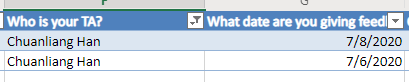 Who is your TA? What date are you giving feed
Chuanliang Han 7/8/2020
Chuanliang Han 7/6/2020